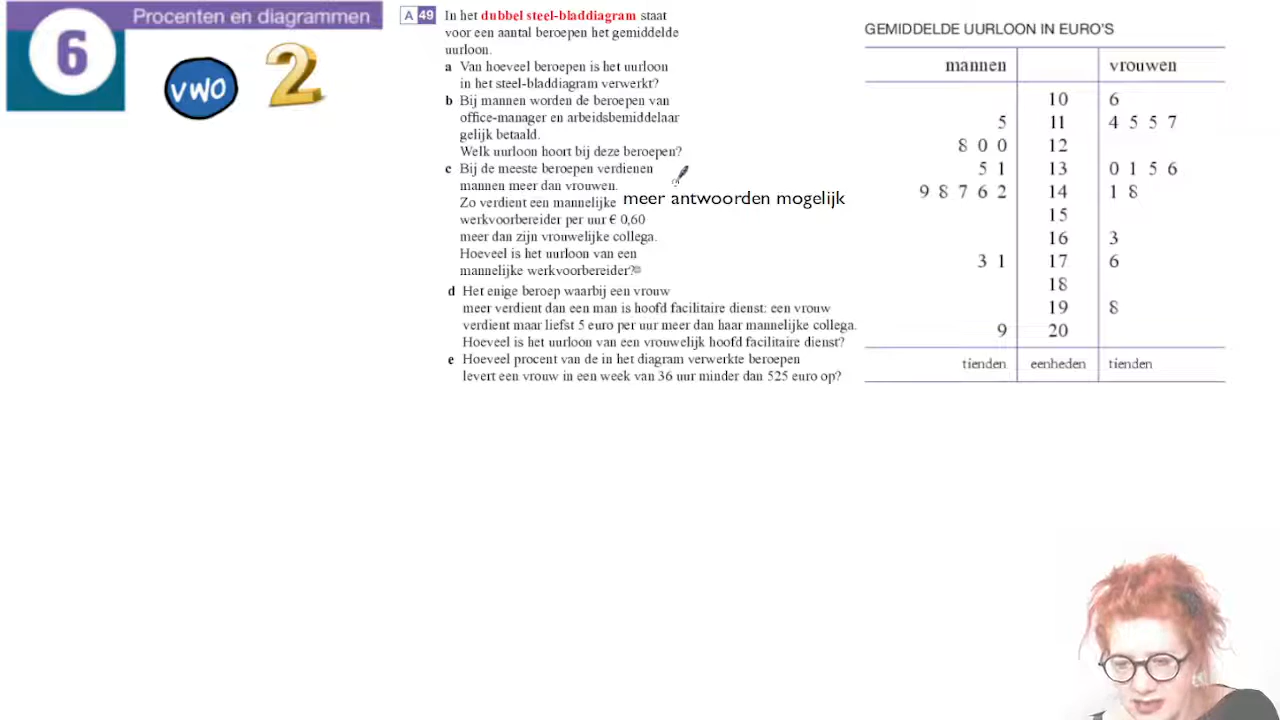 6
Procenten en diagrammen
vwo 2
A 49
In het dubbel steel-bladdiagram staat
voor een aantal beroepen het gemiddelde
uurloon.
a Van hoeveel beroepen is het uurloon
in het steel-bladdiagram verwerkt?
b Bij mannen worden de beroepen van
office-manager en arbeidsbemiddelaar
gelijk betaald.
Welk uurloon hoort bij deze beroepen?
c Bij de meeste beroepen verdienen
mannen meer dan vrouwen.
Zo verdient een mannelijke
werkvoorbereider per uur € 0,60
meer dan zijn vrouwelijke collega.
Hoeveel is het uurloon van een
mannelijke werkvoorbereider?
meer antwoorden mogelijk
d Het enige beroep waarbij een vrouw
meer verdient dan een man is hoofd facilitaire dienst: een vrouw
verdient maar liefst 5 euro per uur meer dan haar mannelijke collega.
Hoeveel is het uurloon van een vrouwelijk hoofd facilitaire dienst?
e Hoeveel procent van de in het diagram verwerkte beroepen
levert een vrouw in een week van 36 uur minder dan 525 euro op?
GEMIDDELDE UURLOON IN EURO'S
mannen vrouwen
10 6
5 11 4 5 5 7
8 0 0 12
5 1 13 0 1 5 6
9 8 7 6 2 14 1 8
15
16 3
3 1 17 6
18
19 8
9 20
tienden eenheden tienden